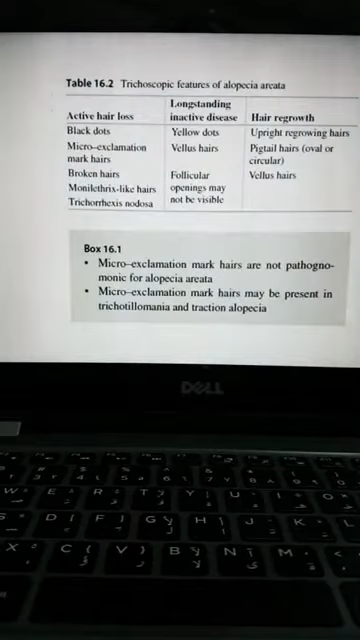 Table 16.2 Trichoscopic features of alopecia areata
Active hair loss
Longstanding
inactive disease
Hair regrowth
Black dots
Yellow dots
Upright regrowing hairs
Micro–exclamation
mark hairs
Vellus hairs
Pigtail hairs (oval or
circular)
Broken hairs
Follicular
openings may
not be visible
Vellus hairs
Monilethrix-like hairs
Trichorrhexis nodosa
Box 16.1
• Micro–exclamation mark hairs are not pathogno-
monic for alopecia areata
• Micro–exclamation mark hairs may be present in
trichotillomania and traction alopecia
DELL
W E R T Y U I O
D F G H J K L
X C V B N M